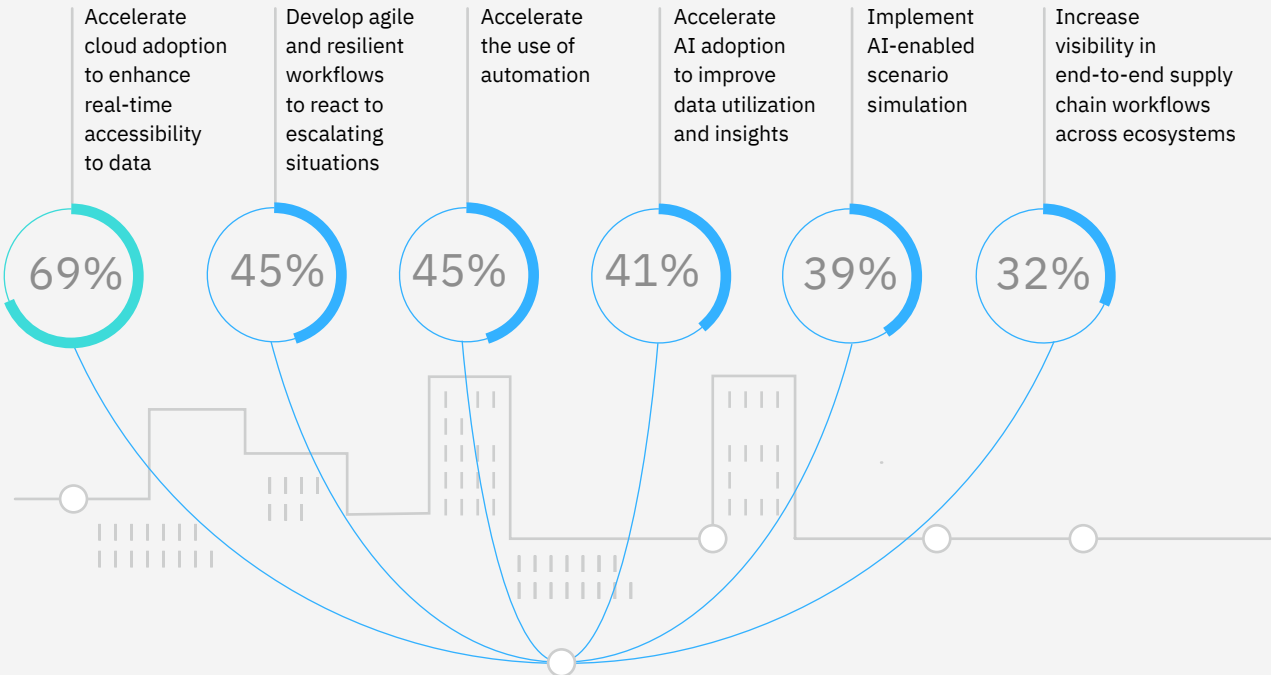 Accelerate
cloud adoption
to enhance
real-time
accessibility
to data
Develop agile
and resilient
workflows
to react to
escalating
situations
Accelerate
the use of
automation
Accelerate
AI adoption
to improve
data utilization
and insights
Implement
AI-enabled
scenario
simulation
Increase
visibility in
end-to-end supply
chain workflows
across ecosystems
69%
45%
45%
41%
39%
32%